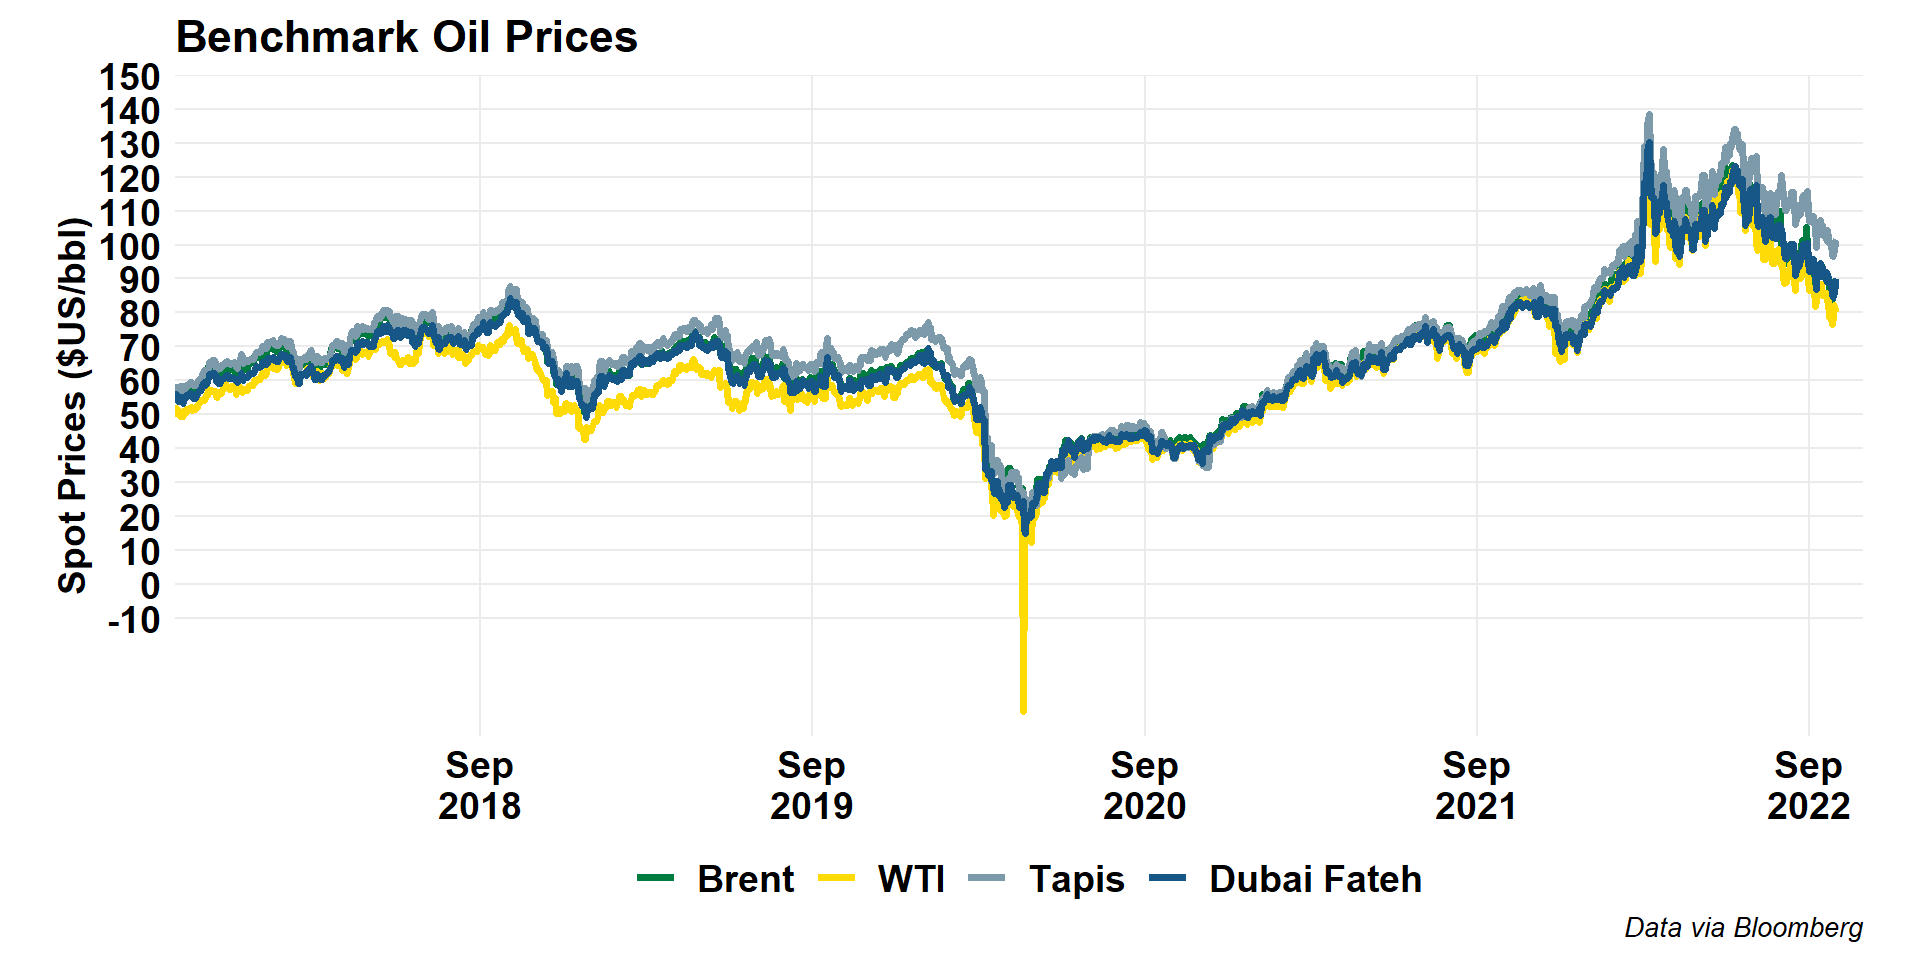 Benchmark Oil Prices
150
140
130
120
110
100
90
80
70
60
50
40
30
20
10
0
-10
Spot Prices ($US/bbl)
Sep
2018
Sep
2019
Sep
2020
Sep
2021
Sep
2022
Brent
WTI
Tapis
Dubai Fateh
Data via Bloomberg